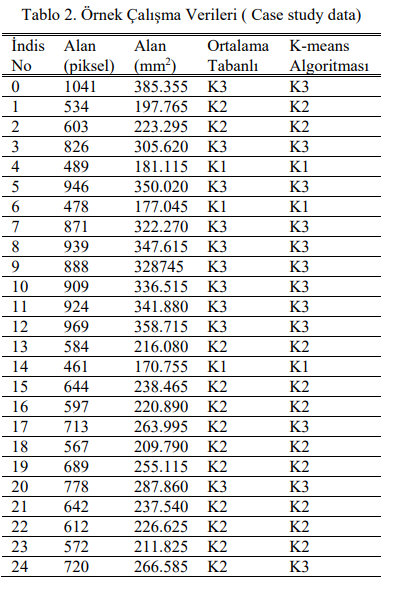 Tablo 2. Örnek Çalışma Verileri ( Case study data)
İndis Alan Alan Ortalama K-means
No (piksel) (mm²) Tabanlı Algoritması
0 1041 385.355 K3 K3
1 534 197.765 K2 K2
2 603 223.295 K2 K2
3 826 305.620 K3 K3
4 489 181.115 K1 K1
5 946 350.020 K3 K3
6 478 177.045 K1 K1
7 871 322.270 K3 K3
8 939 347.615 K3 K3
9 888 328745 K3 K3
10 909 336.515 K3 K3
11 924 341.880 K3 K3
12 969 358.715 K3 K3
13 584 216.080 K2 K2
14 461 170.755 K1 K1
15 644 238.465 K2 K2
16 597 220.890 K2 K2
17 713 263.995 K2 K3
18 567 209.790 K2 K2
19 689 255.115 K2 K2
20 778 287.860 K3 K3
21 642 237.540 K2 K2
22 612 226.625 K2 K2
23 572 211.825 K2 K2
24 720 266.585 K2 K3